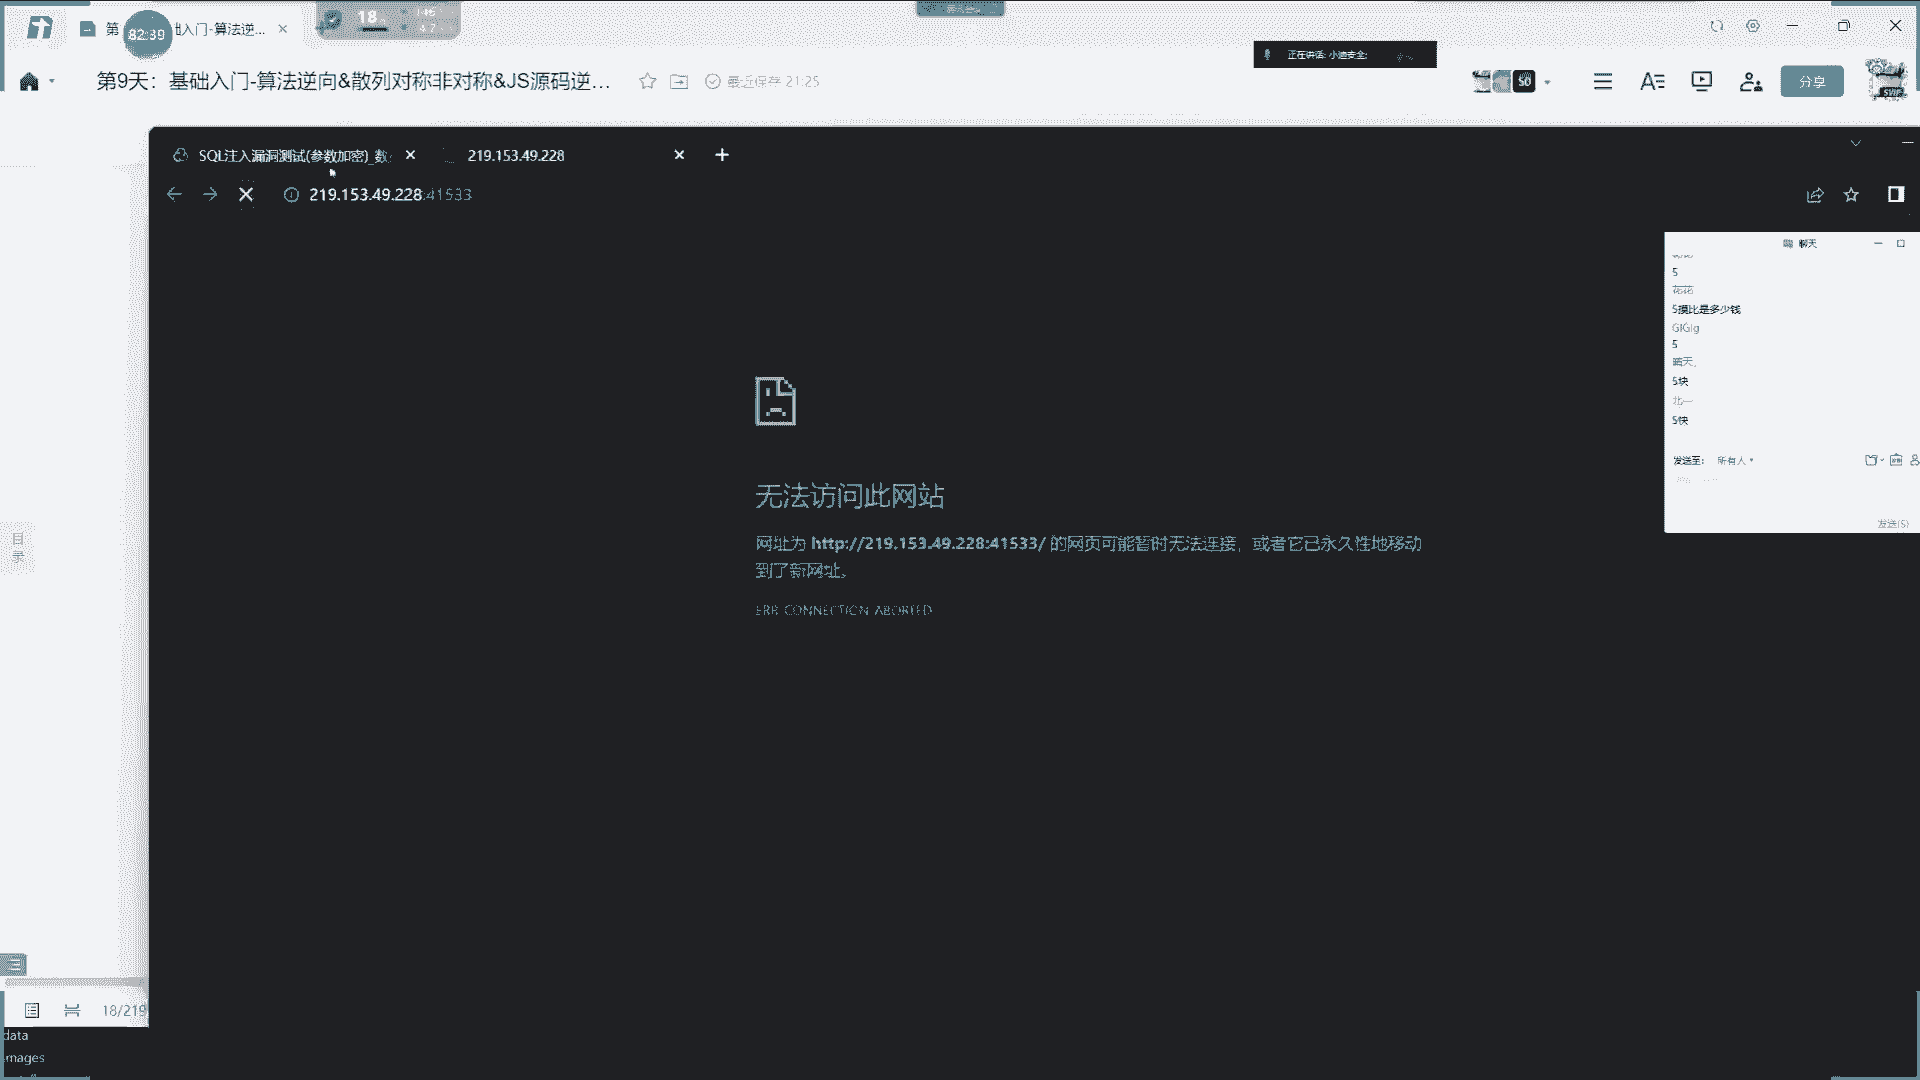 第
82:39
础入门-算法逆...
18
正在讲话: 小迪安全;
第9天：基础入门-算法逆向&散列对称非对称&JS源码逆...
最近保存 21:25
SO
分享
SVIP
SQL注入漏洞测试(参数加密)_数
219.153.49.228
219.153.49.228:41533
聊天
5
花花
5摸比是多少钱
GIGIg
5
晴天,
5块
北一
5快
发送至: 所有人
发送(S)
无法访问此网站
网址为 http://219.153.49.228:41533/ 的网页可能暂时无法连接，或者它已永久性地移动
到了新网址。
ERR_CONNECTION_ABORTED
目
录
18/219
data
images